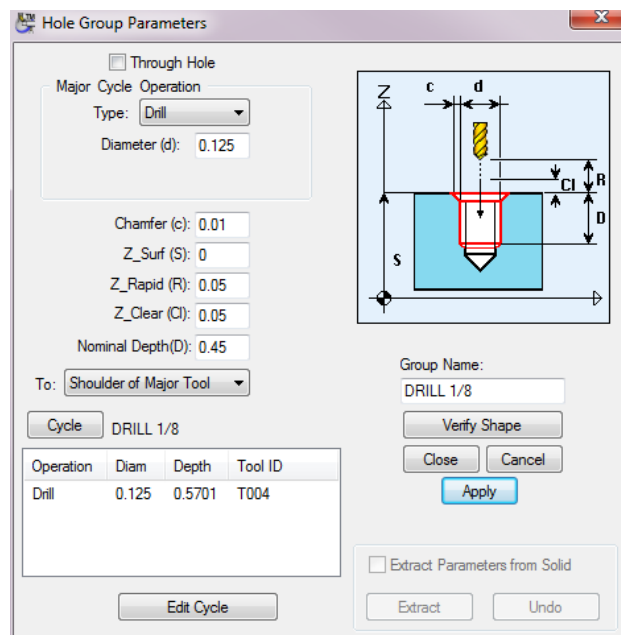 Hole Group Parameters
Through Hole
Major Cycle Operation
Type: Drill
Diameter (d): 0.125
Chamfer (c): 0.01
Z_Surf (S): 0
Z_Rapid (R): 0.05
Z_Clear (Cl): 0.05
Nominal Depth(D): 0.45
To: Shoulder of Major Tool
Cycle DRILL 1/8
Operation Diam Depth Tool ID
Drill 0.125 0.5701 T004
Edit Cycle
Z c d
Cl R
D
S
Group Name:
DRILL 1/8
Verify Shape
Close Cancel
Apply
Extract Parameters from Solid
Extract Undo